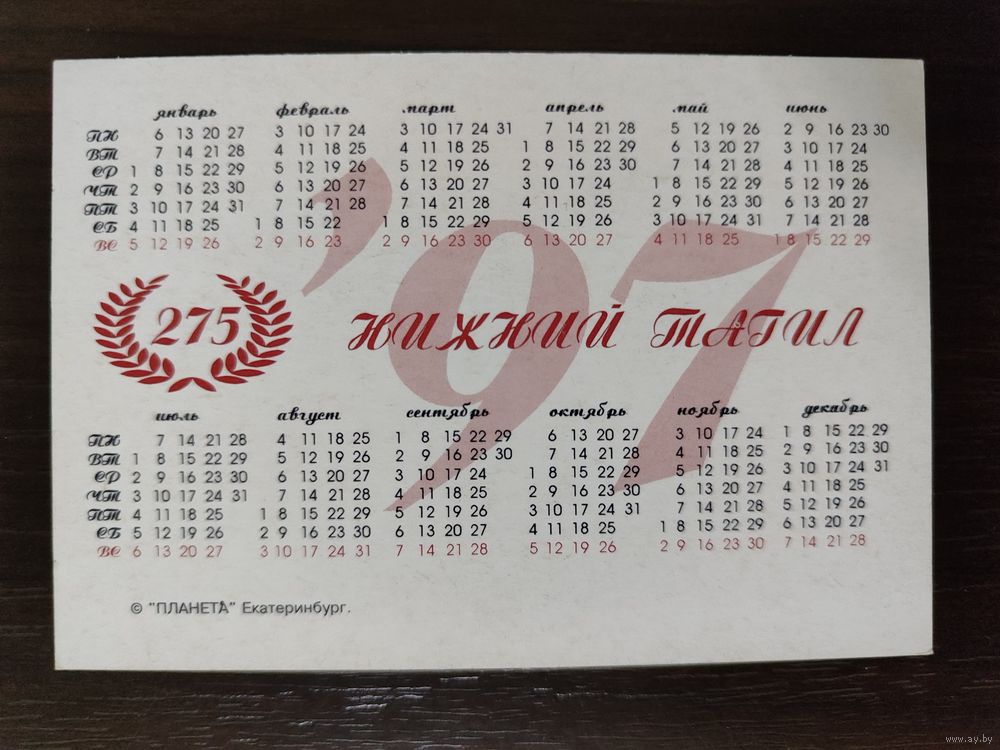 январь февраль март апрель май июнь
ПН 6 13 20 27 3 10 17 24 3 10 17 24 31 7 14 21 28 5 12 19 26 2 9 16 23 30
ВТ 7 14 21 28 4 11 18 25 4 11 18 25 1 8 15 22 29 6 13 20 27 3 10 17 24
СР 1 8 15 22 29 5 12 19 26 5 12 19 26 2 9 16 23 30 7 14 21 28 4 11 18 25
ЧТ 2 9 16 23 30 6 13 20 27 6 13 20 27 3 10 17 24 1 8 15 22 29 5 12 19 26
ПТ 3 10 17 24 31 7 14 21 28 7 14 21 28 4 11 18 25 2 9 16 23 30 6 13 20 27
СБ 4 11 18 25 1 8 15 22 1 8 15 22 29 5 12 19 26 3 10 17 24 31 7 14 21 28
ВС 5 12 19 26 2 9 16 23 2 9 16 23 30 6 13 20 27 4 11 18 25 1 8 15 22 29
'97
275 НИЖНИЙ ТАГИЛ
июль август сентябрь октябрь ноябрь декабрь
ПН 7 14 21 28 4 11 18 25 1 8 15 22 29 6 13 20 27 3 10 17 24 1 8 15 22 29
ВТ 1 8 15 22 29 5 12 19 26 2 9 16 23 30 7 14 21 28 4 11 18 25 2 9 16 23 30
СР 2 9 16 23 30 6 13 20 27 3 10 17 24 1 8 15 22 29 5 12 19 26 3 10 17 24 31
ЧТ 3 10 17 24 31 7 14 21 28 4 11 18 25 2 9 16 23 30 6 13 20 27 4 11 18 25
ПТ 4 11 18 25 1 8 15 22 29 5 12 19 26 3 10 17 24 31 7 14 21 28 5 12 19 26
СБ 5 12 19 26 2 9 16 23 30 6 13 20 27 4 11 18 25 1 8 15 22 29 6 13 20 27
ВС 6 13 20 27 3 10 17 24 31 7 14 21 28 5 12 19 26 2 9 16 23 30 7 14 21 28
© "ПЛАНЕТА" Екатеринбург.
www.ay.by